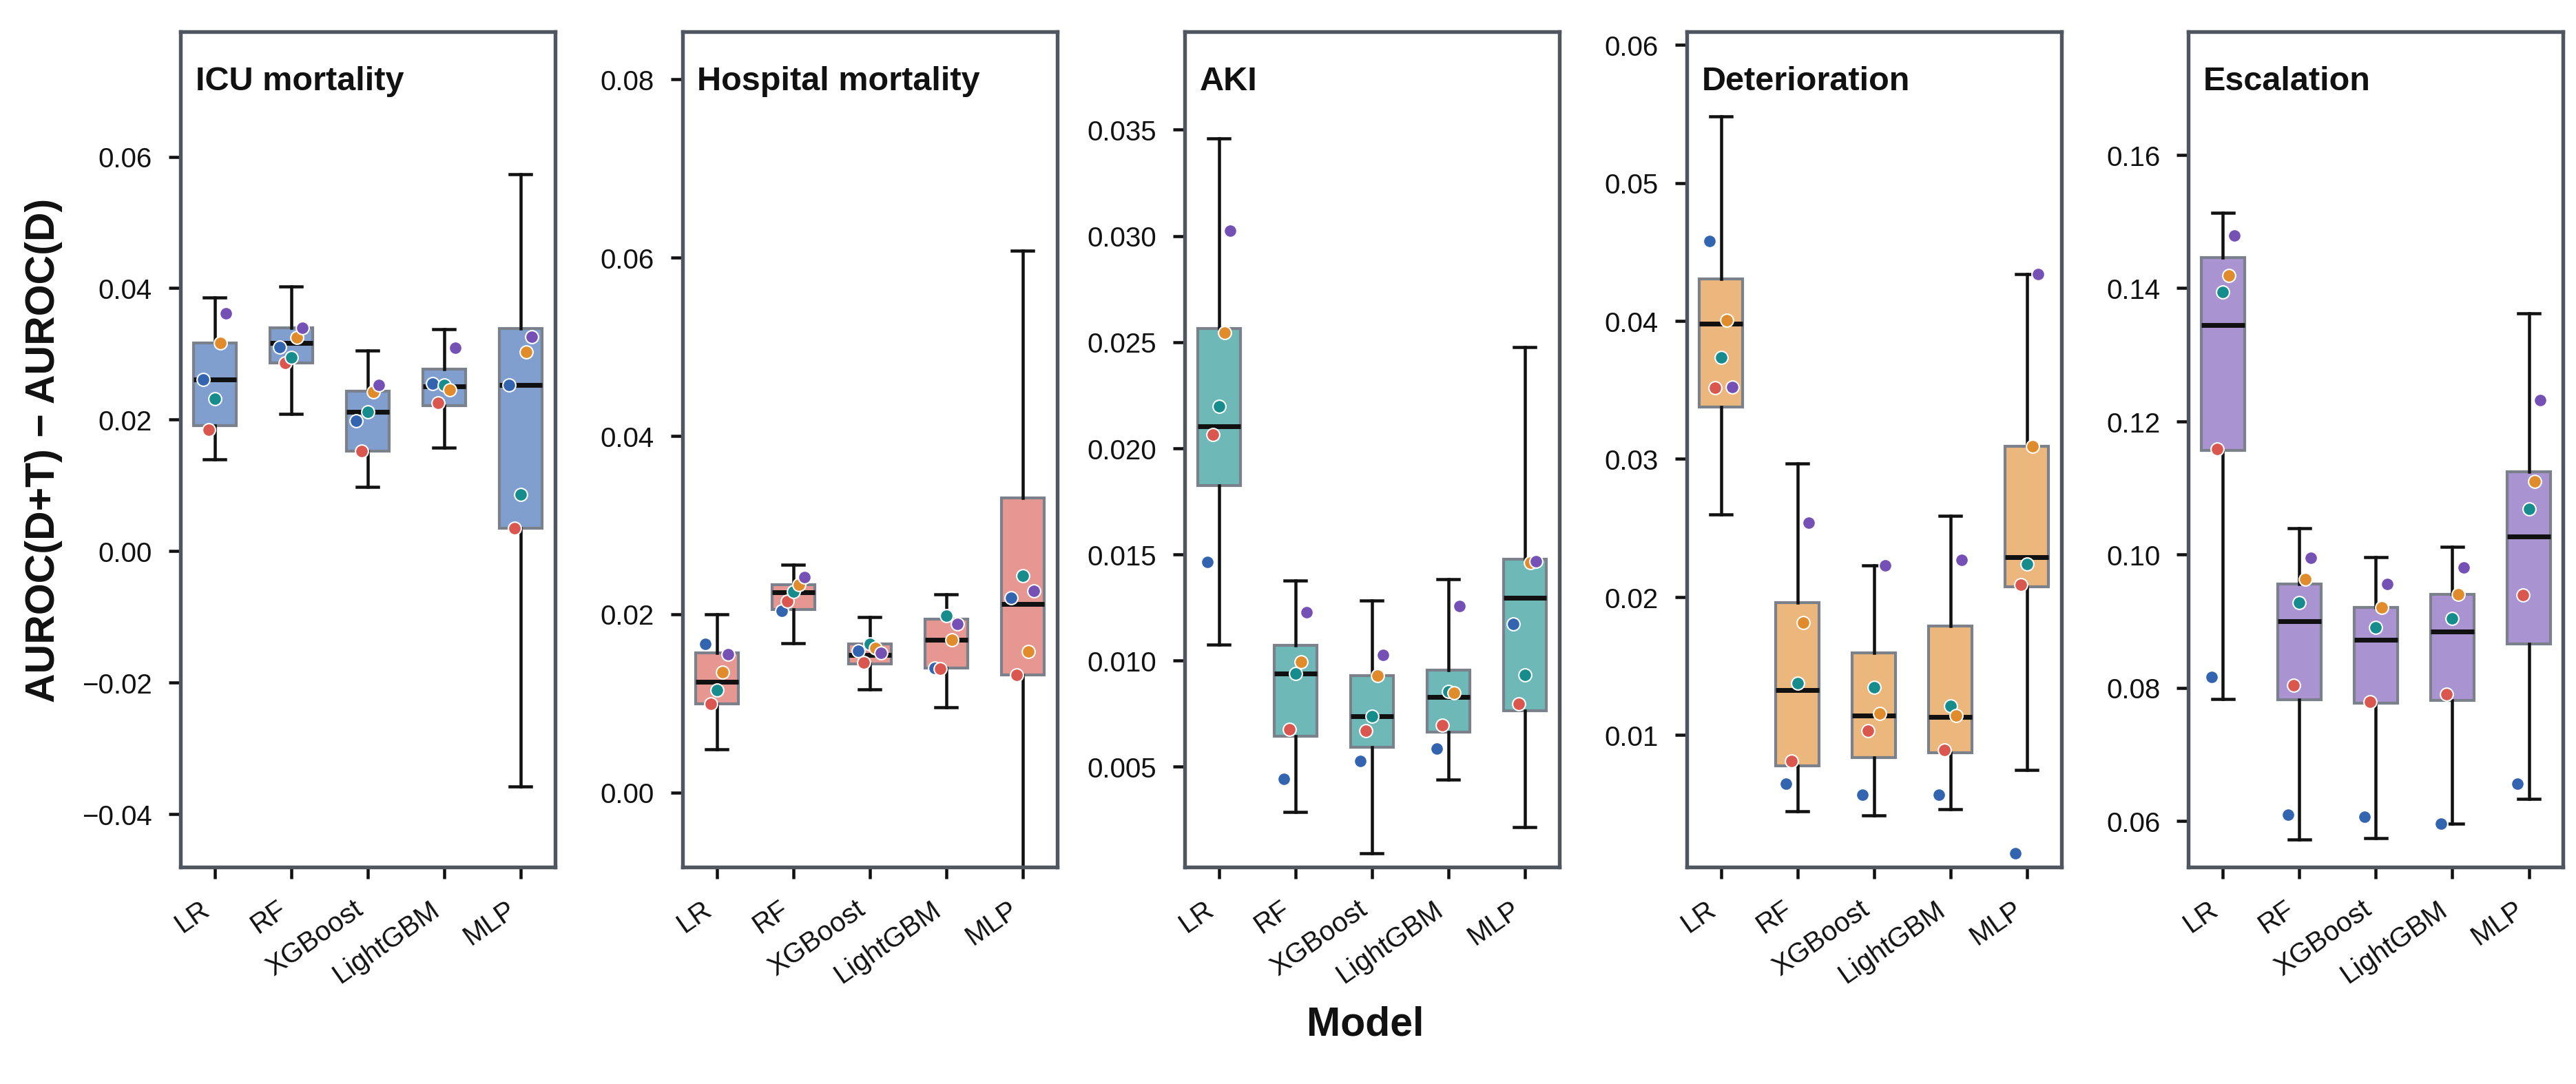 AUROC(D+T) − AUROC(D)
ICU mortality
0.06
0.04
0.02
0.00
−0.02
−0.04
LR
RF
XGBoost
LightGBM
MLP
Hospital mortality
0.08
0.06
0.04
0.02
0.00
LR
RF
XGBoost
LightGBM
MLP
AKI
0.035
0.030
0.025
0.020
0.015
0.010
0.005
LR
RF
XGBoost
LightGBM
MLP
Deterioration
0.06
0.05
0.04
0.03
0.02
0.01
LR
RF
XGBoost
LightGBM
MLP
Escalation
0.16
0.14
0.12
0.10
0.08
0.06
LR
RF
XGBoost
LightGBM
MLP
Model